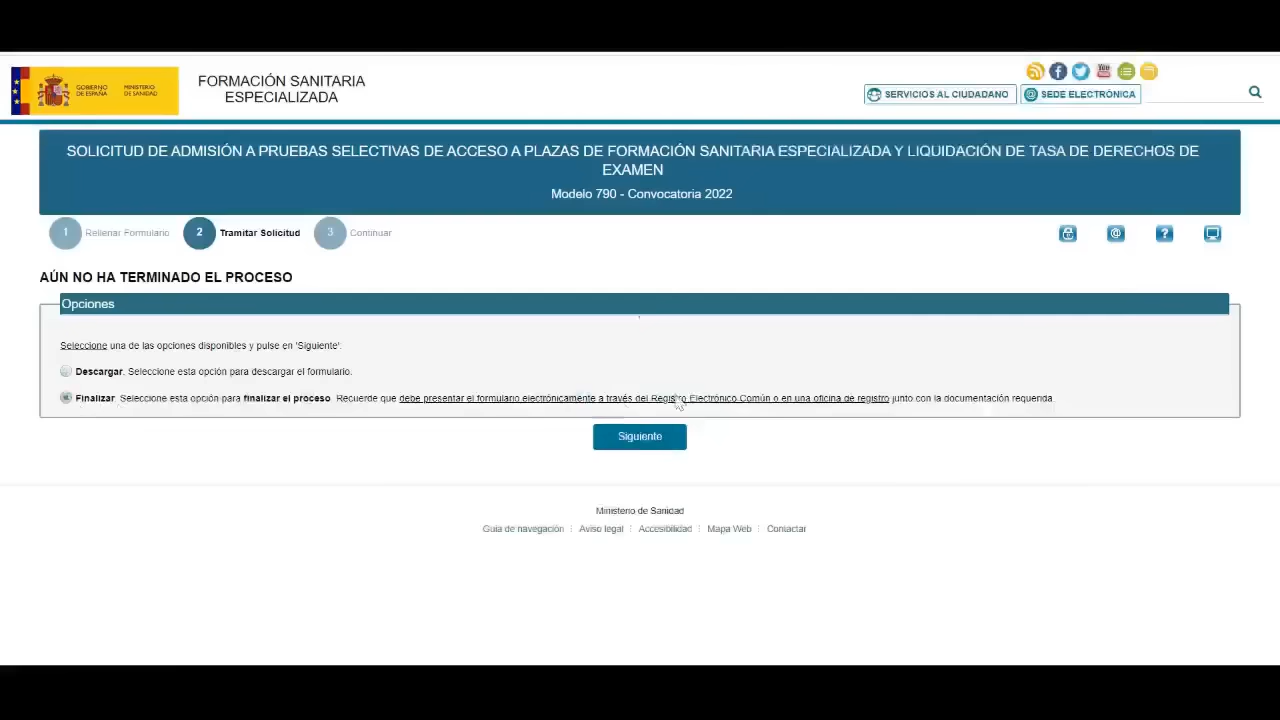 GOBIERNO DE ESPAÑA
MINISTERIO DE SANIDAD
FORMACIÓN SANITARIA
ESPECIALIZADA
SERVICIOS AL CIUDADANO
SEDE ELECTRÓNICA
SOLICITUD DE ADMISIÓN A PRUEBAS SELECTIVAS DE ACCESO A PLAZAS DE FORMACIÓN SANITARIA ESPECIALIZADA Y LIQUIDACIÓN DE TASA DE DERECHOS DE
EXAMEN
Modelo 790 - Convocatoria 2022
1 Rellenar Formulario 2 Tramitar Solicitud 3 Continuar
AÚN NO HA TERMINADO EL PROCESO
Opciones
Seleccione una de las opciones disponibles y pulse en 'Siguiente':
Descargar. Seleccione esta opción para descargar el formulario.
Finalizar. Seleccione esta opción para finalizar el proceso. Recuerde que debe presentar el formulario electrónicamente a través del Registro Electrónico Común o en una oficina de registro junto con la documentación requerida.
Siguiente
Ministerio de Sanidad
Guía de navegación Aviso legal Accesibilidad Mapa Web Contactar